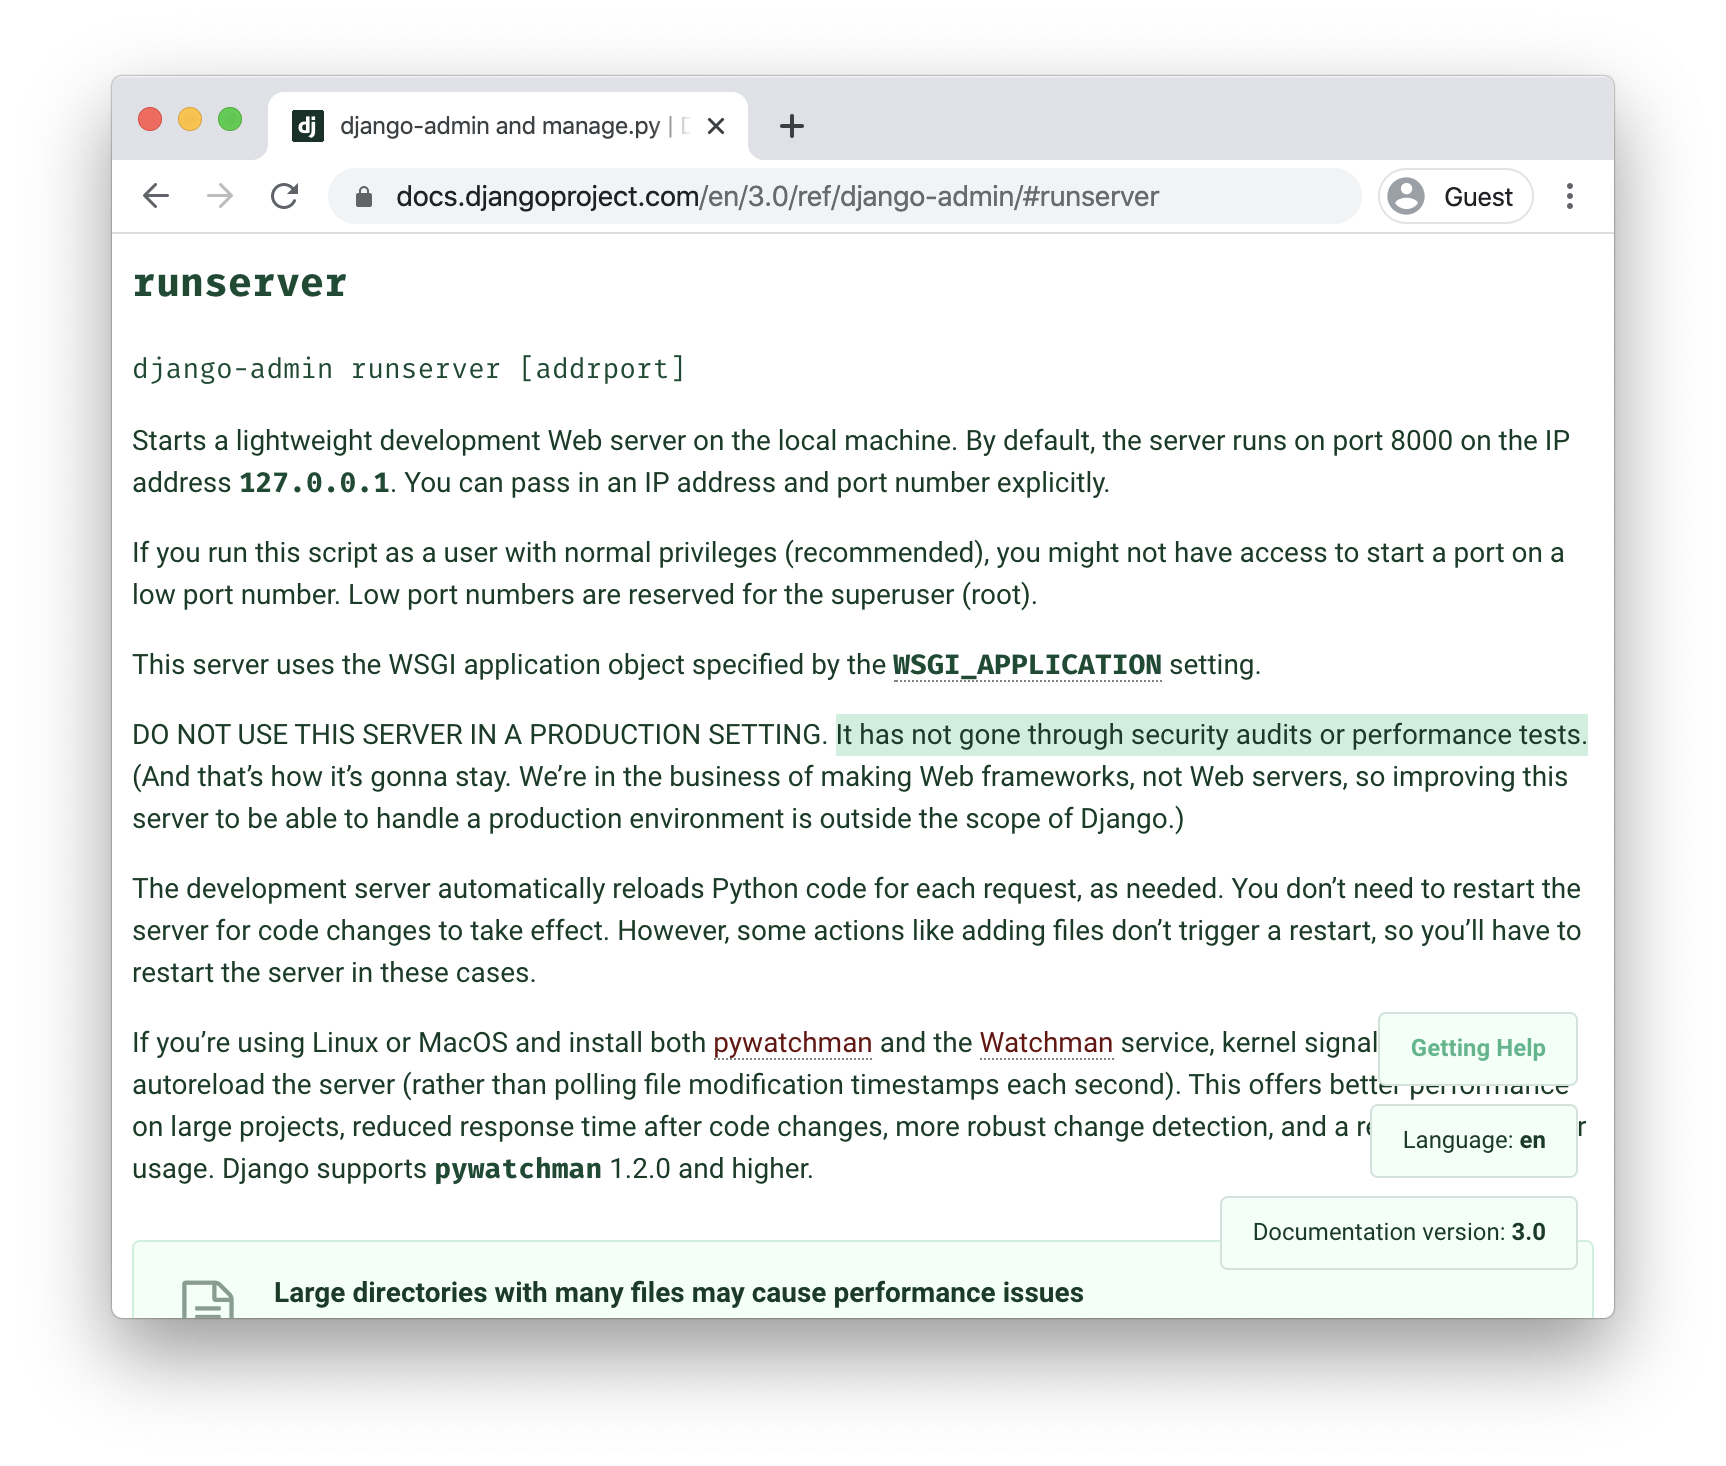 dj django-admin and manage.py |
docs.djangoproject.com/en/3.0/ref/django-admin/#runserver
Guest
runserver
django-admin runserver [addrport]
Starts a lightweight development Web server on the local machine. By default, the server runs on port 8000 on the IP
address 127.0.0.1. You can pass in an IP address and port number explicitly.
If you run this script as a user with normal privileges (recommended), you might not have access to start a port on a
low port number. Low port numbers are reserved for the superuser (root).
This server uses the WSGI application object specified by the WSGI_APPLICATION setting.
DO NOT USE THIS SERVER IN A PRODUCTION SETTING. It has not gone through security audits or performance tests.
(And that’s how it’s gonna stay. We’re in the business of making Web frameworks, not Web servers, so improving this
server to be able to handle a production environment is outside the scope of Django.)
The development server automatically reloads Python code for each request, as needed. You don’t need to restart the
server for code changes to take effect. However, some actions like adding files don’t trigger a restart, so you’ll have to
restart the server in these cases.
If you’re using Linux or MacOS and install both pywatchman and the Watchman service, kernel signal
autoreload the server (rather than polling file modification timestamps each second). This offers better performance
on large projects, reduced response time after code changes, more robust change detection, and a
usage. Django supports pywatchman 1.2.0 and higher.
Getting Help
Language: en
Documentation version: 3.0
Large directories with many files may cause performance issues